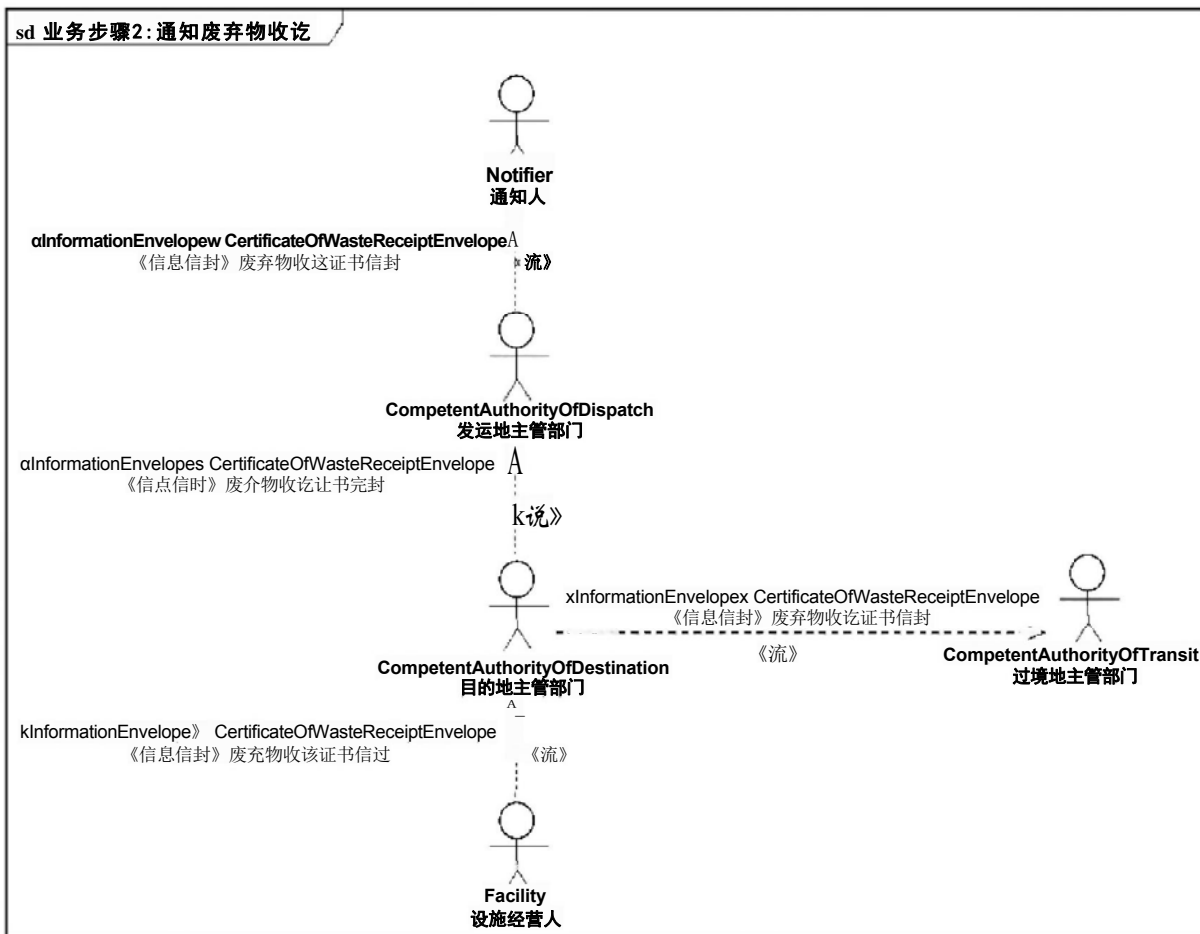 sd 业务步骤2:通知废弃物收讫
Notifier
通知人
αInformationEnvelopew CertificateOfWasteReceiptEnvelope A
《信息信封》废弃物收这证书信封
流》
CompetentAuthorityOfDispatch
发运地主管部门
αInformationEnvelopes CertificateOfWasteReceiptEnvelope A
《信点信时》废介物收讫让书完封
k说》
xInformationEnvelopex CertificateOfWasteReceiptEnvelope
《信息信封》废弃物收讫证书信封
《流》
CompetentAuthorityOfDestination
目的地主管部门
CompetentAuthorityOfTransit
过境地主管部门
A
kInformationEnvelope》 CertificateOfWasteReceiptEnvelope
《信息信封》废充物收该证书信过
《流》
Facility
设施经营人